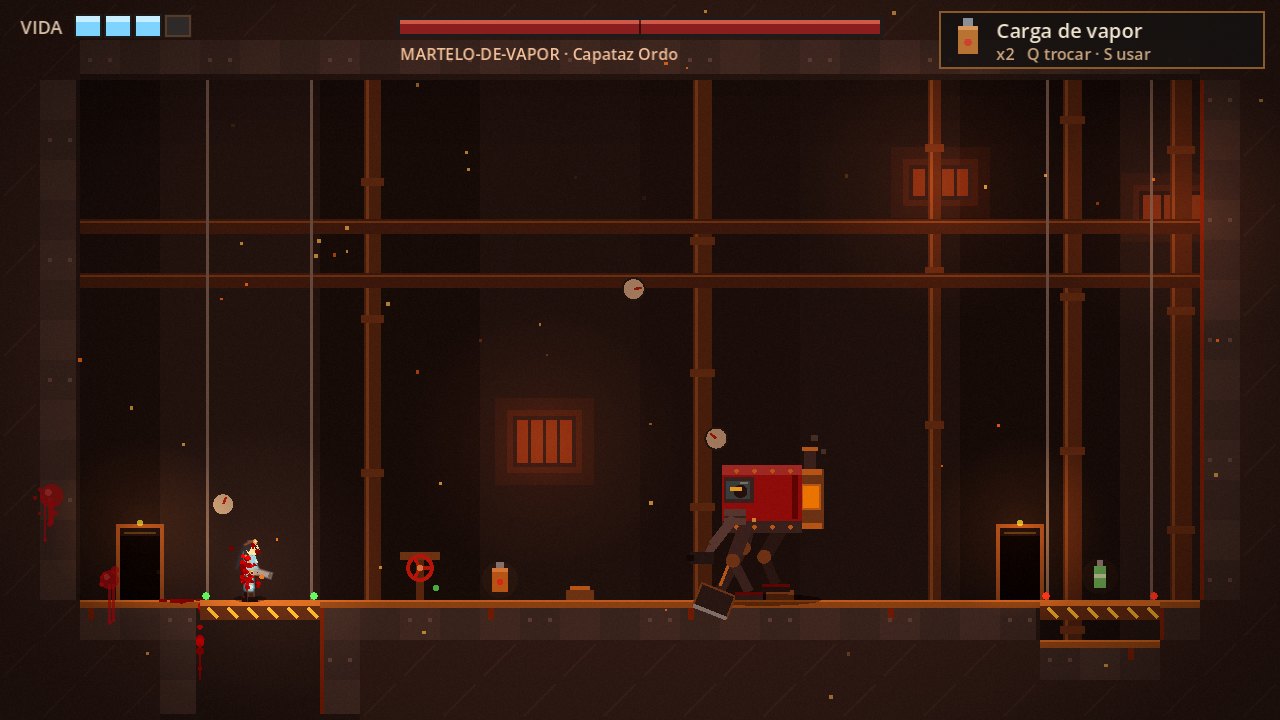 VIDA
MARTELO-DE-VAPOR · Capataz Ordo
Carga de vapor
x2 Q trocar · S usar